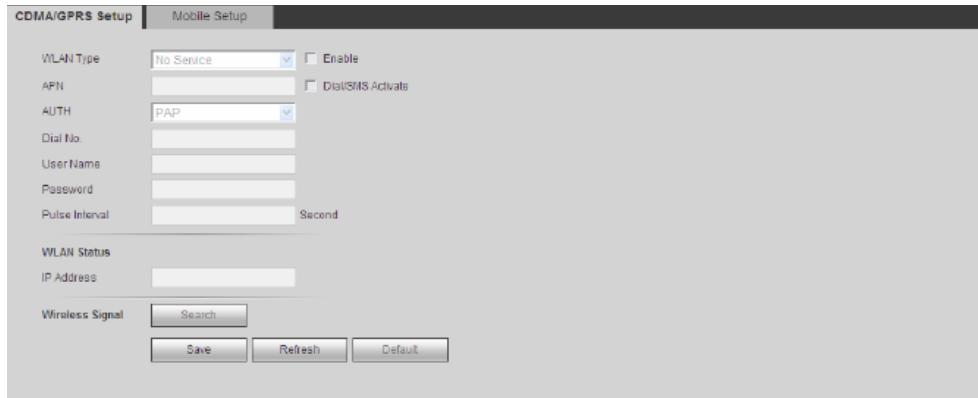 CDMA/GPRS Setup Mobile Setup
WLAN Type No Service Enable
APN Dial/SMS Activate
AUTH PAP
Dial No.
User Name
Password
Pulse Interval Second
WLAN Status
IP Address
Wireless Signal Search
Save Refresh Default